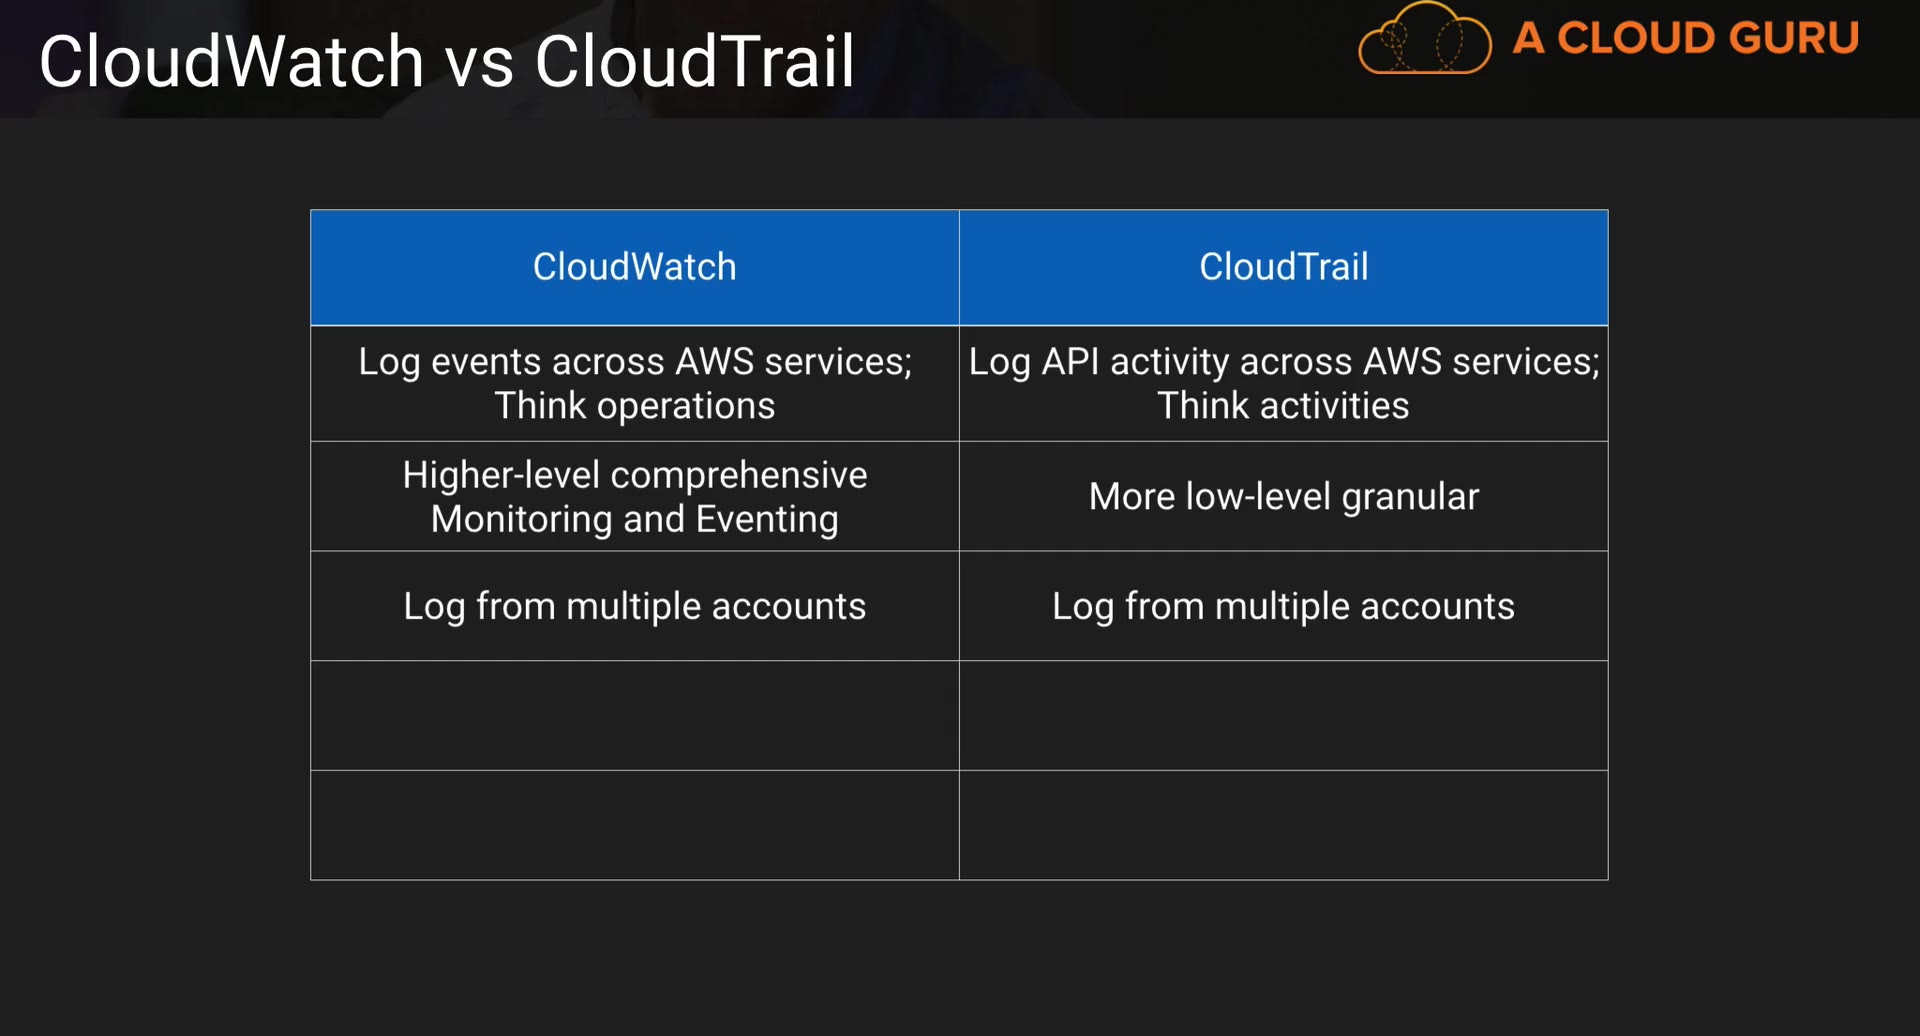 CloudWatch vs CloudTrail
A CLOUD GURU
CloudWatch
CloudTrail
Log events across AWS services;
Think operations
Log API activity across AWS services;
Think activities
Higher-level comprehensive
Monitoring and Eventing
More low-level granular
Log from multiple accounts
Log from multiple accounts